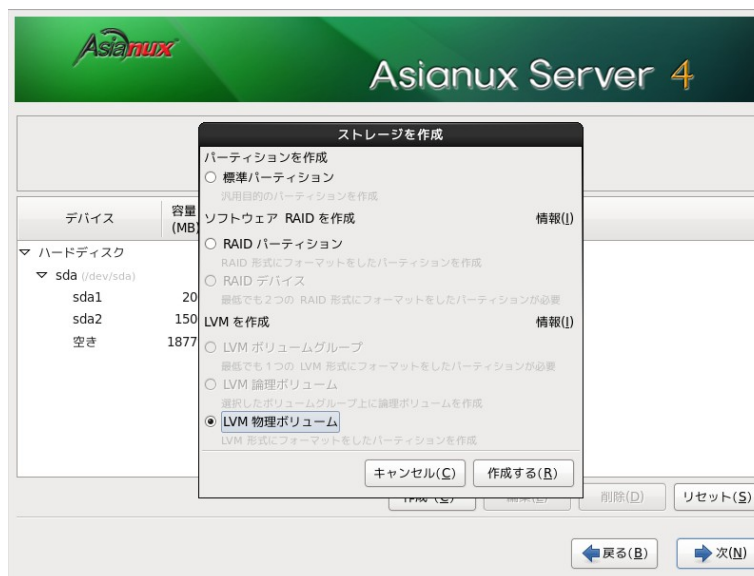 Asianux
Asianux Server 4
ストレージを作成
パーティションを作成
標準パーティション
汎用目的のパーティションを作成
ソフトウェア RAID を作成 情報(I)
RAID パーティション
RAID 形式にフォーマットをしたパーティションを作成
RAID デバイス
最低でも2つの RAID 形式にフォーマットをしたパーティションが必要
LVM を作成 情報(I)
LVM ボリュームグループ
最低でも1つの LVM 形式にフォーマットをしたパーティションが必要
LVM 論理ボリューム
選択したボリュームグループ上に論理ボリュームを作成
LVM 物理ボリューム
LVM 形式にフォーマットをしたパーティションを作成
キャンセル(C) 作成する(R)
デバイス 容量
(MB)
ハードディスク
sda (/dev/sda)
sda1 20
sda2 150
空き 1877
削除(D) リセット(S)
戻る(B) 次(N)